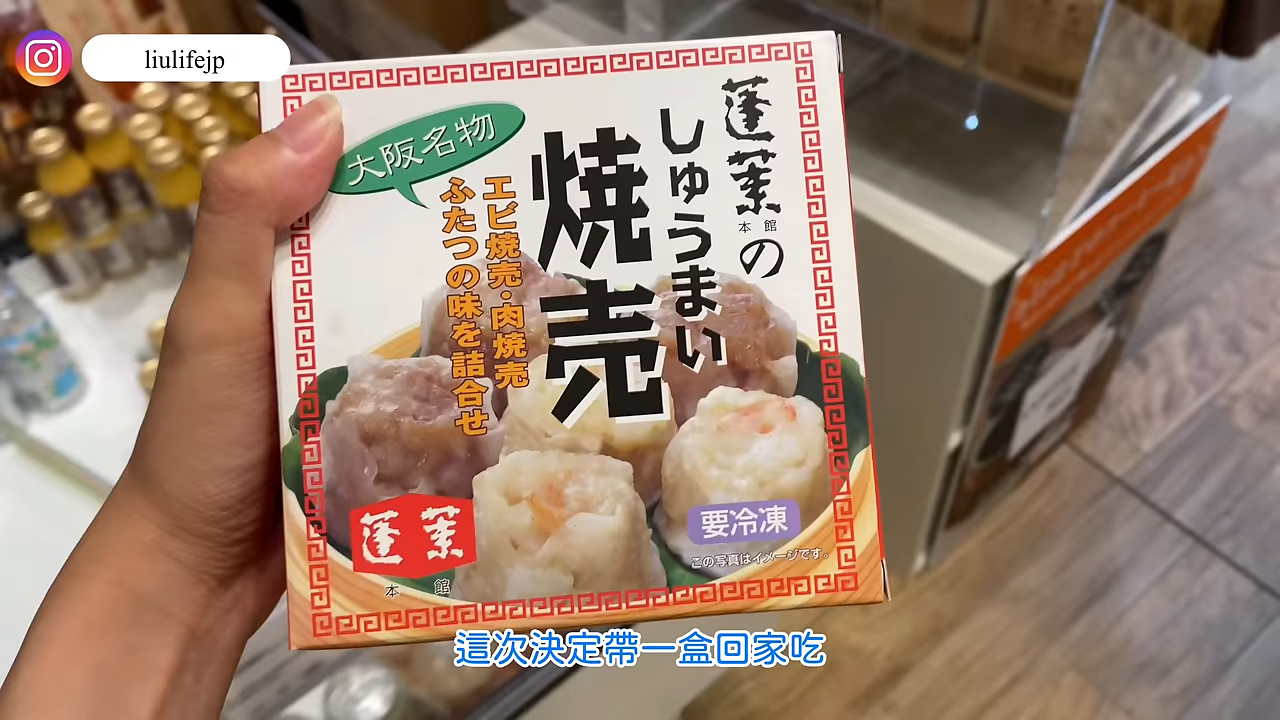 liulifejp
蓬莱
本館
の
しゅうまい
焼売
大阪名物
エビ焼売・肉焼売
ふたつの味を詰合せ
蓬莱
本館
要冷凍
この写真はイメージです。
這次決定帶一盒回家吃